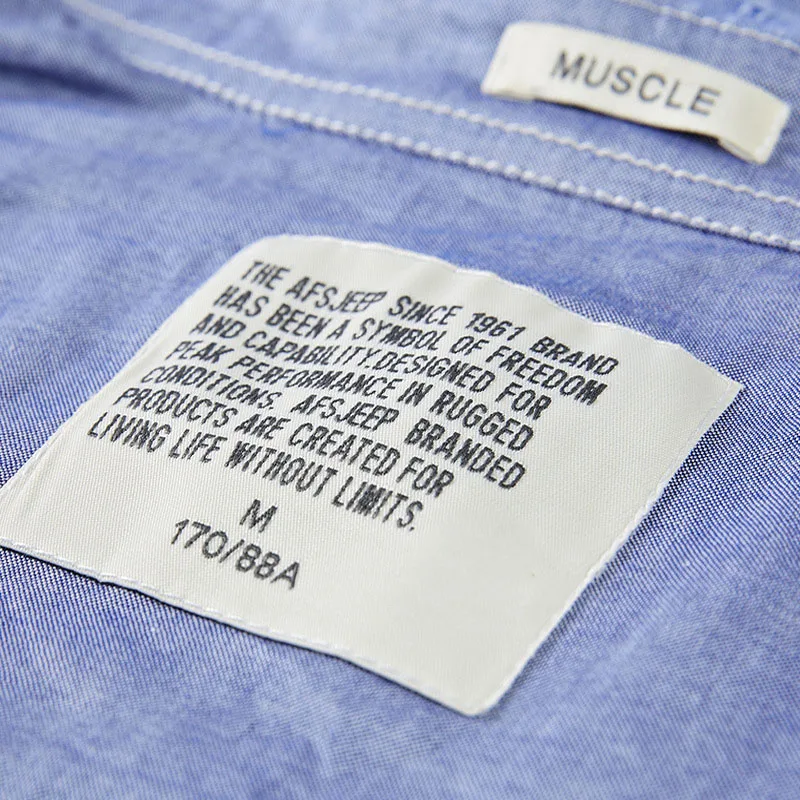 MUSCLE
THE AFSJEEP SINCE 1961 BRAND
HAS BEEN A SYMBOL OF FREEDOM
AND CAPABILITY.DESIGNED FOR
PEAK PERFORMANCE IN RUGGED
CONDITIONS. AFSJEEP BRANDED
PRODUCTS ARE CREATED FOR
LIVING LIFE WITHOUT LIMITS.
M
170/88A